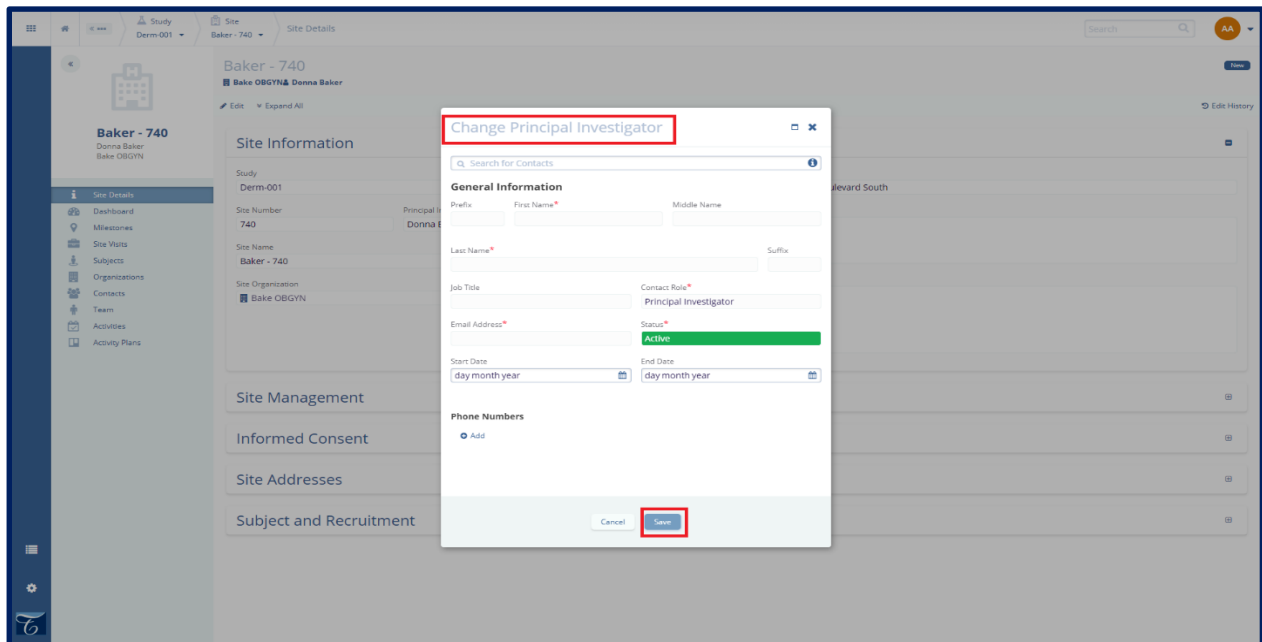 Study
Derm-001
Site
Baker - 740
Site Details
Search
AA
Baker - 740
Bake OBGYN Donna Baker
New
Edit
Expand All
Edit History
Baker - 740
Donna Baker
Bake OBGYN
Site Details
Dashboard
Milestones
Site Visits
Subjects
Organizations
Contacts
Team
Activities
Activity Plans
Site Information
Study
Derm-001
Site Number
740
Principal I
Donna B
Site Name
Baker - 740
Site Organization
Bake OBGYN
levard South
Site Management
Informed Consent
Site Addresses
Subject and Recruitment
Change Principal Investigator
Search for Contacts
General Information
Prefix
First Name*
Middle Name
Last Name*
Suffix
Job Title
Contact Role*
Principal Investigator
Email Address*
Status*
Active
Start Date
End Date
day month year
day month year
Phone Numbers
Add
Cancel
Save